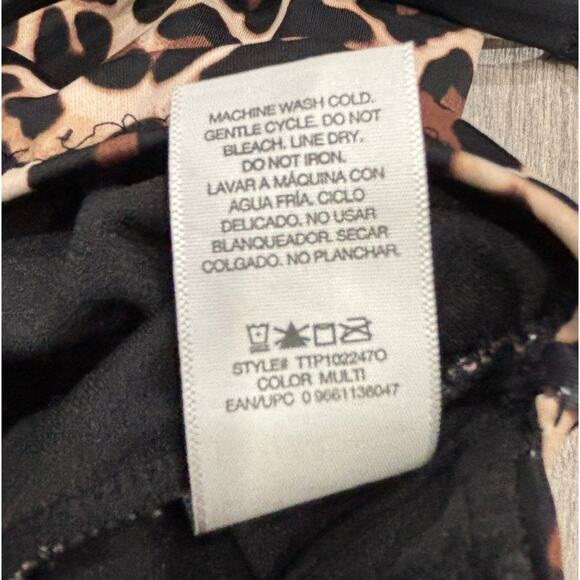 MACHINE WASH COLD.
GENTLE CYCLE. DO NOT
BLEACH. LINE DRY.
DO NOT IRON.
LAVAR A MÁQUINA CON
AGUA FRÍA. CICLO
DELICADO. NO USAR
BLANQUEADOR. SECAR
COLGADO. NO PLANCHAR.
STYLE# TTP102247O
COLOR MULTI
EAN/UPC 0 9661136047